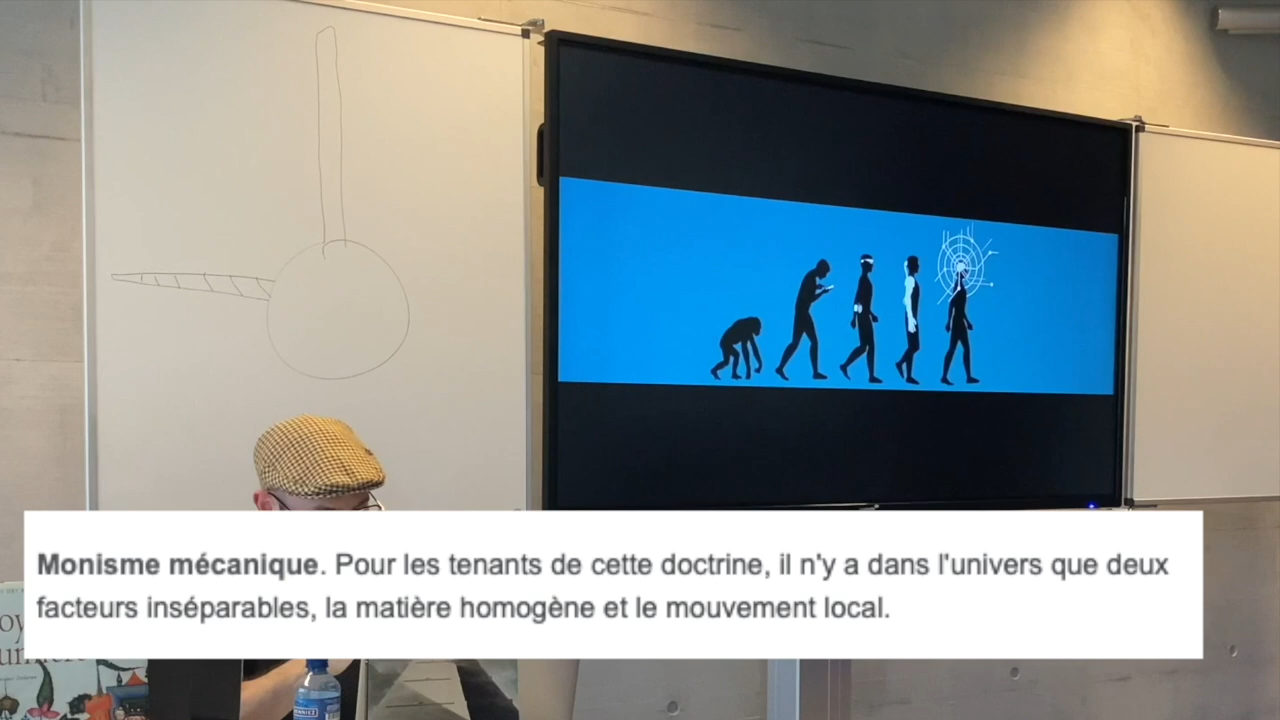 Monisme mécanique. Pour les tenants de cette doctrine, il n'y a dans l'univers que deux
facteurs inséparables, la matière homogène et le mouvement local.